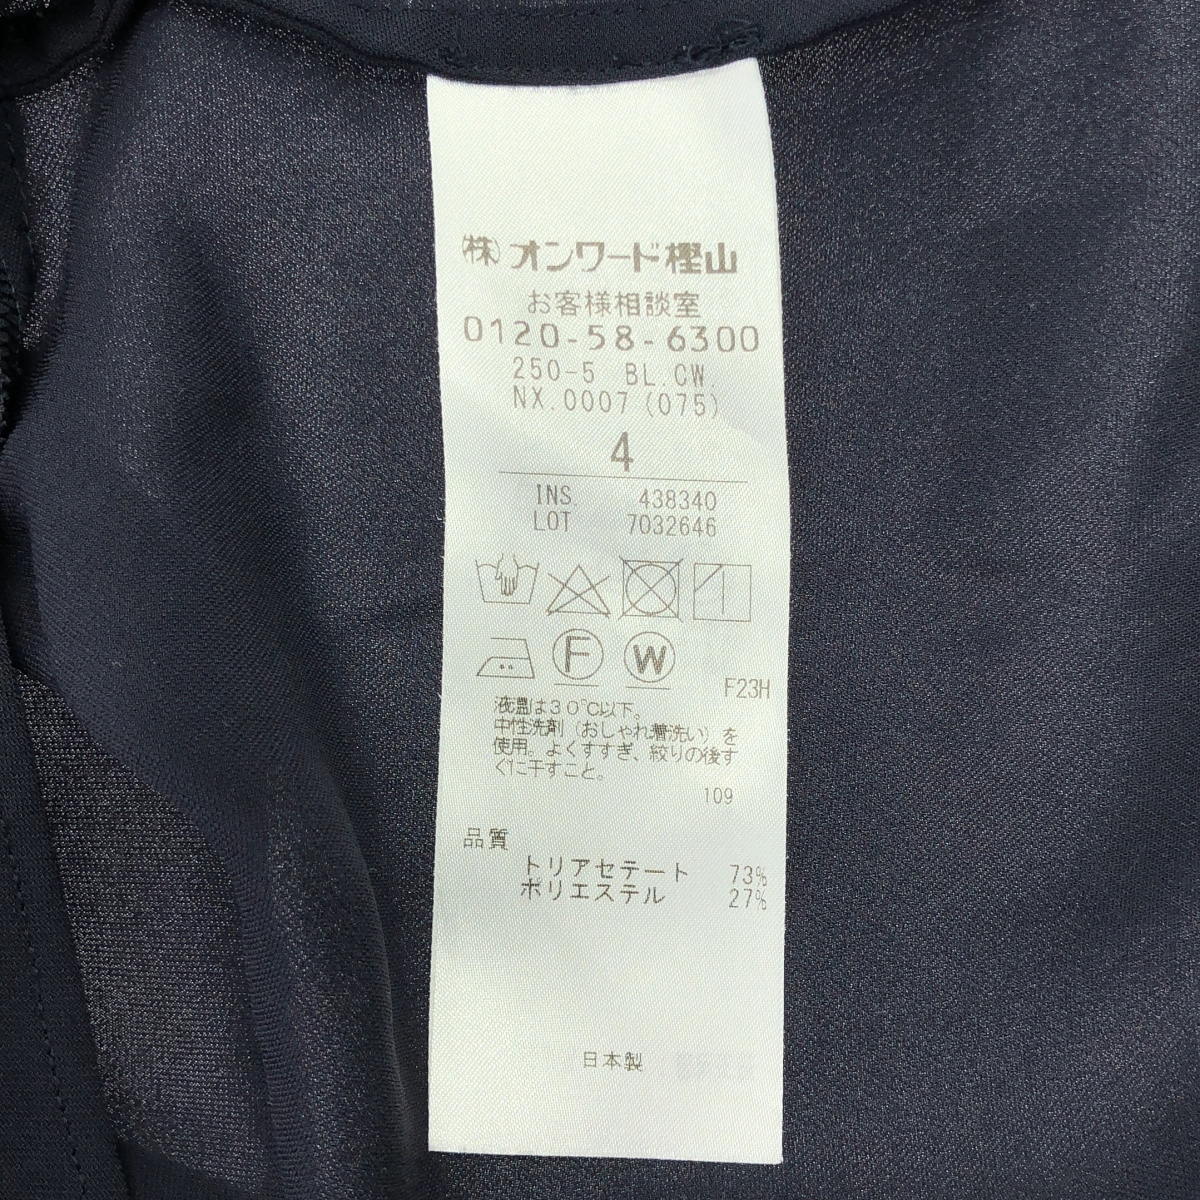 (株)オンワード樫山
お客様相談室
0120-58-6300
250-5 BL.CW.
NX.0007(075)
4
INS. 438340
LOT 7032646
F
W
F23H
液温は30℃以下。
中性洗剤(おしゃれ着洗い)を
使用。よくすすぎ、絞りの後す
ぐに干すこと。
109
品質
トリアセテート 73%
ポリエステル 27%
日本製